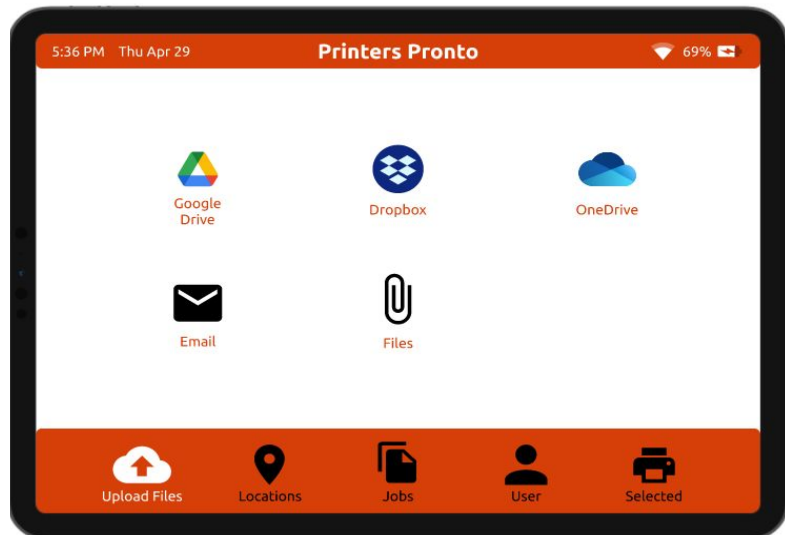 5:36 PM Thu Apr 29
Printers Pronto
69%
Google
Drive
Dropbox
OneDrive
Email
Files
Upload Files
Locations
Jobs
User
Selected